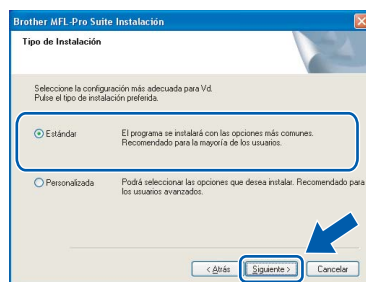 Brother MFL-Pro Suite Instalación
Tipo de Instalación
Seleccione la configuración más adecuada para Vd.
Pulse el tipo de instalación preferida.
Estándar
El programa se instalará con las opciones más comunes.
Recomendado para la mayoría de los usuarios.
Personalizada
Podrá seleccionar las opciones que desea instalar. Recomendado para
los usuarios avanzados.
< Atrás
Siguiente >
Cancelar